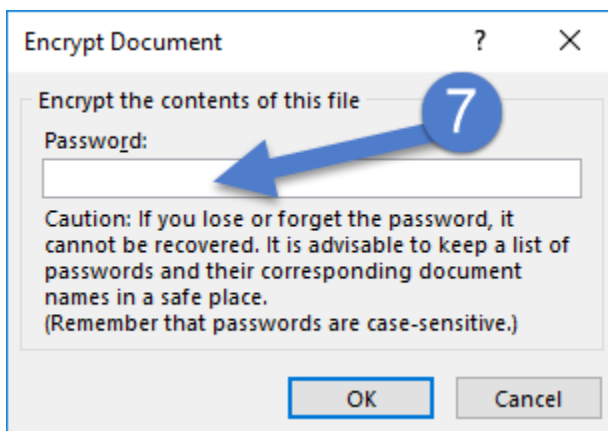 Encrypt Document ? ×
Encrypt the contents of this file
7
Password:
Caution: If you lose or forget the password, it
cannot be recovered. It is advisable to keep a list of
passwords and their corresponding document
names in a safe place.
(Remember that passwords are case-sensitive.)
OK Cancel